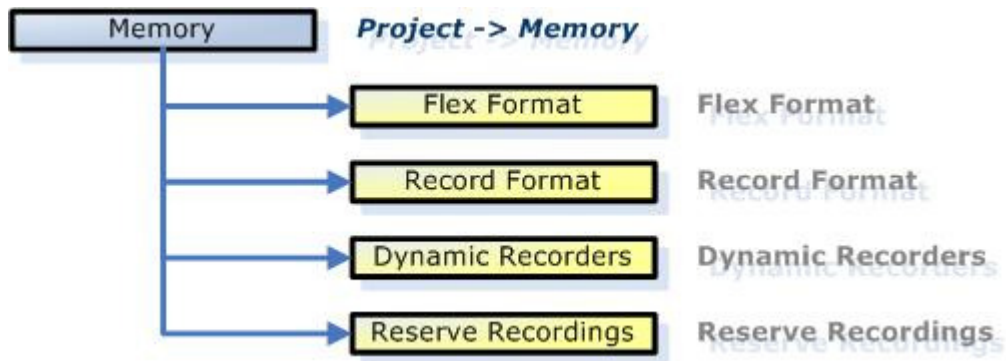 Memory Project -> Memory
Flex Format Flex Format
Record Format Record Format
Dynamic Recorders Dynamic Recorders
Reserve Recordings Reserve Recordings